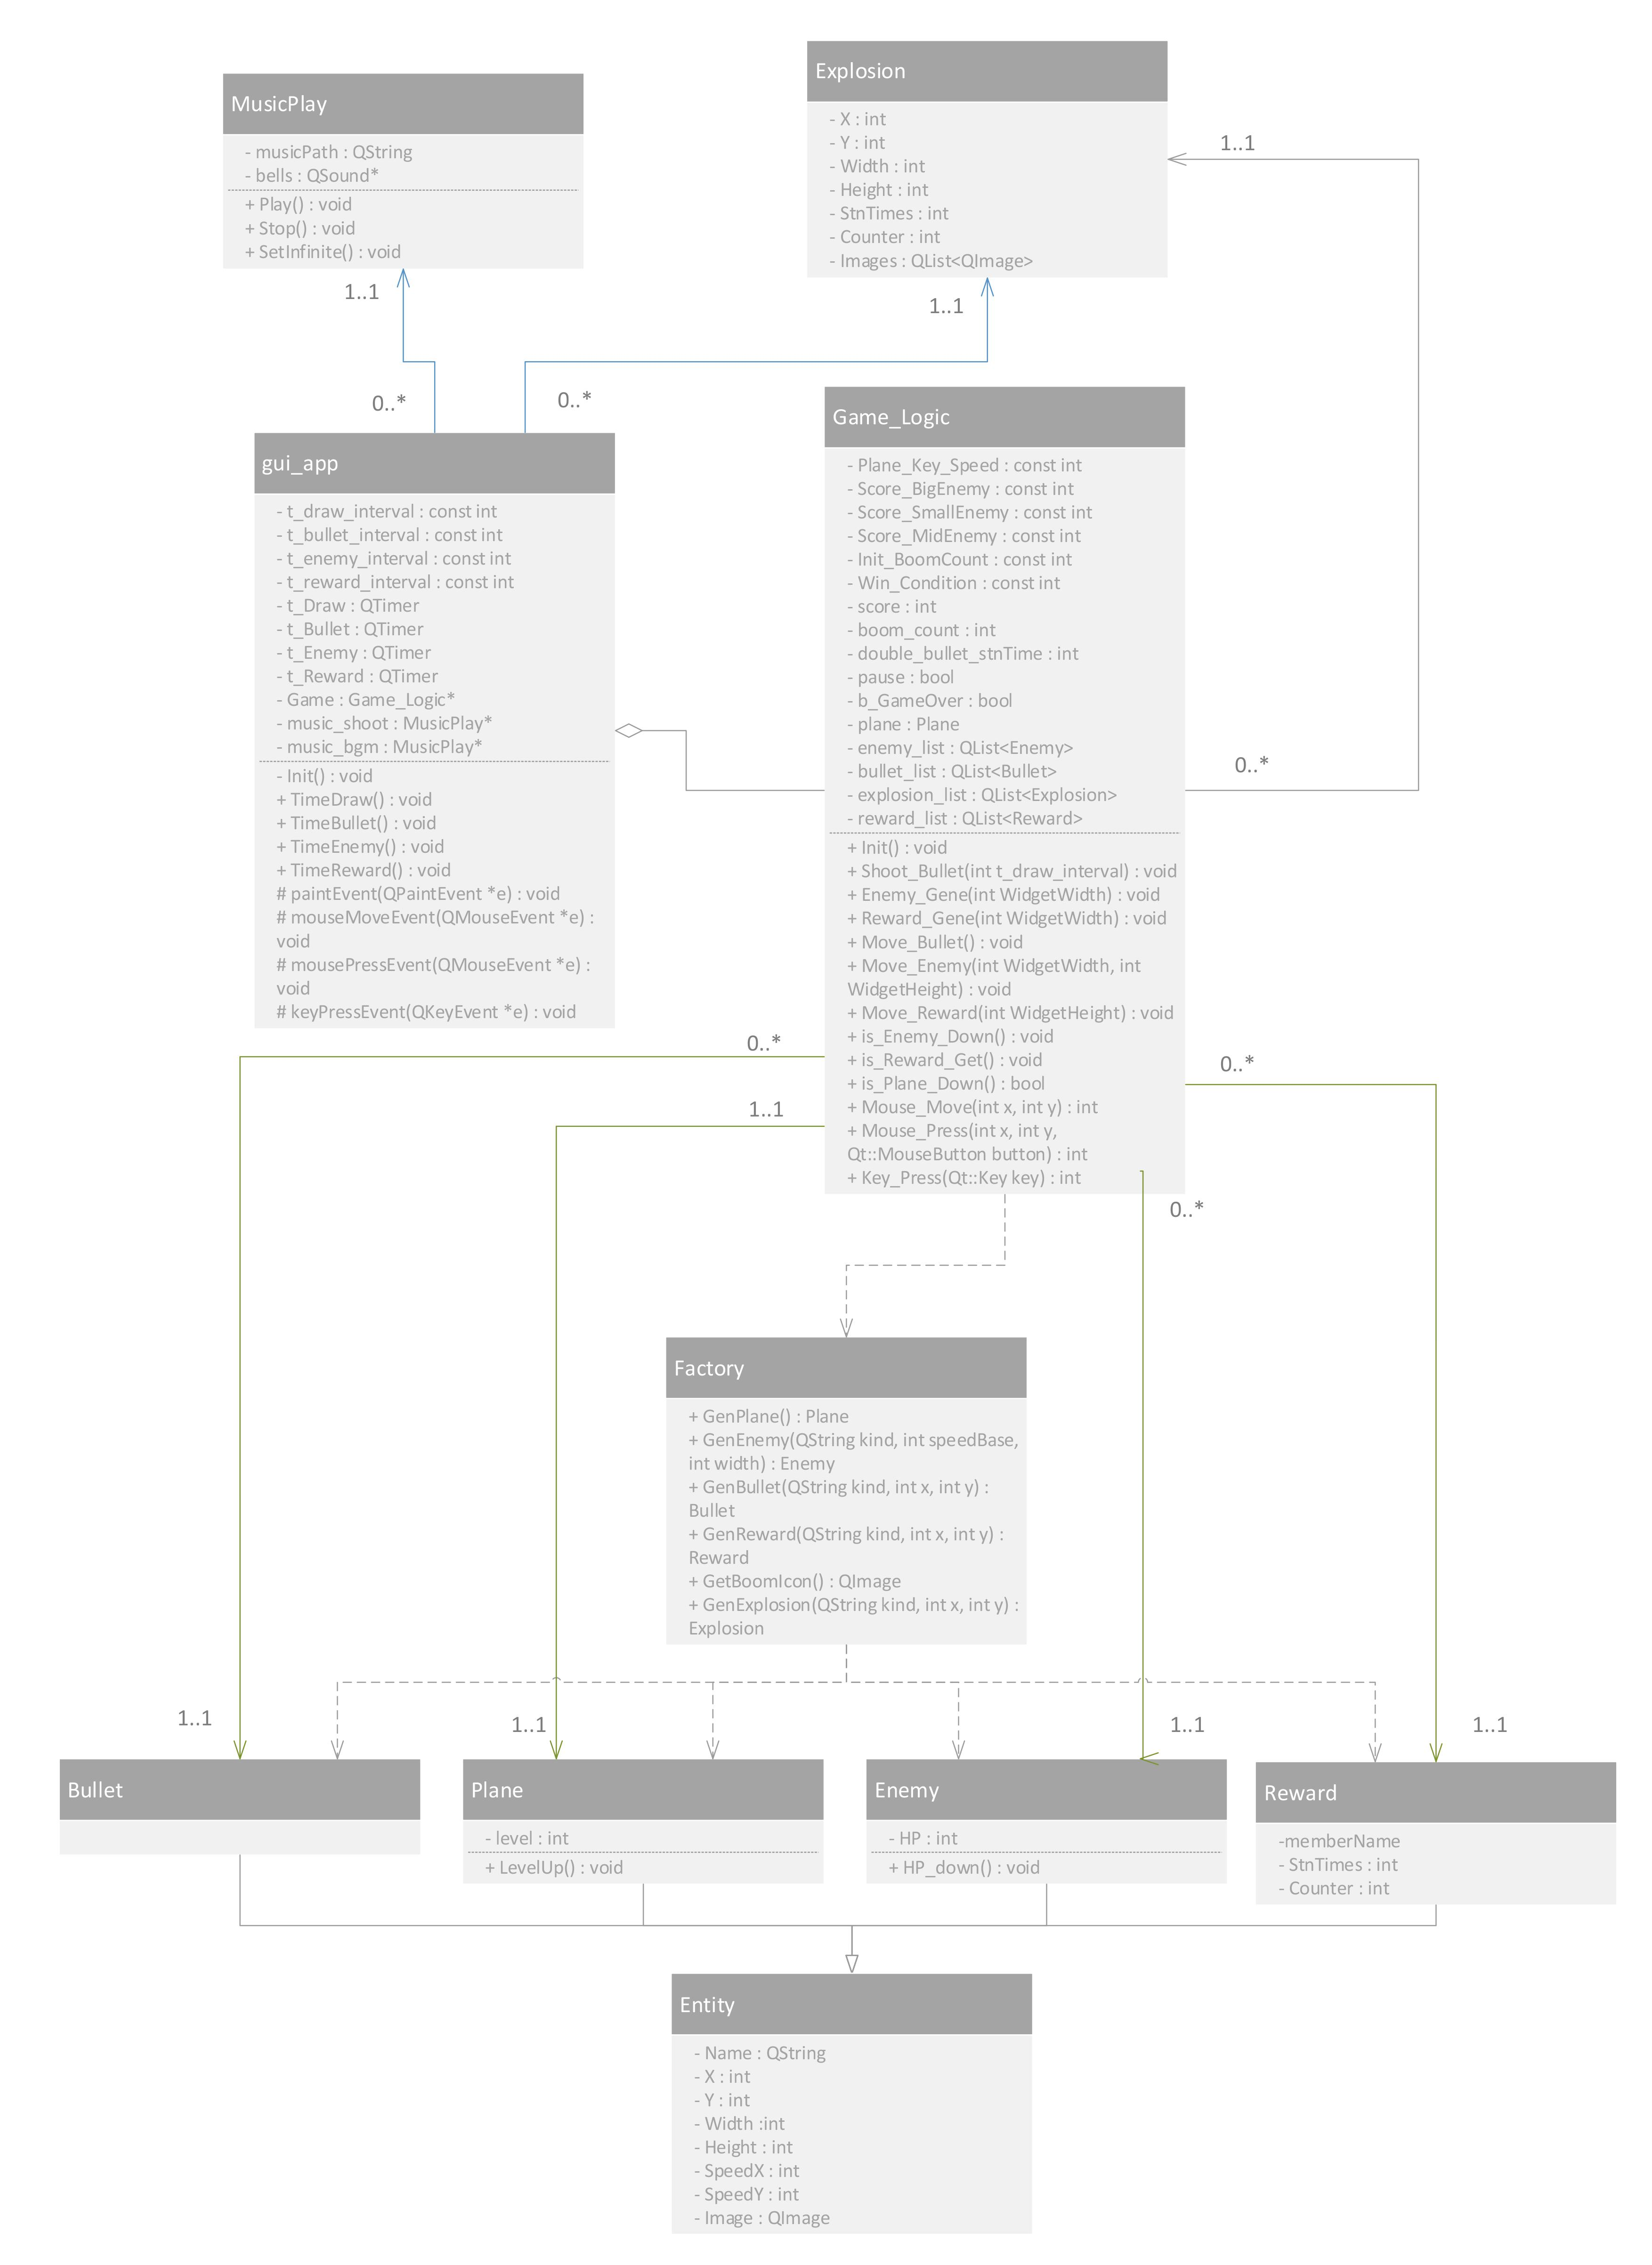 MusicPlay
- musicPath : QString
- bells : QSound*
+ Play() : void
+ Stop() : void
+ SetInfinite() : void
1..1
0..*
Explosion
- X : int
- Y : int
- Width : int
- Height : int
- StnTimes : int
- Counter : int
- Images : QList<QImage>
1..1
1..1
0..*
gui_app
- t_draw_interval : const int
- t_bullet_interval : const int
- t_enemy_interval : const int
- t_reward_interval : const int
- t_Draw : QTimer
- t_Bullet : QTimer
- t_Enemy : QTimer
- t_Reward : QTimer
- Game : Game_Logic*
- music_shoot : MusicPlay*
- music_bgm : MusicPlay*
- Init() : void
+ TimeDraw() : void
+ TimeBullet() : void
+ TimeEnemy() : void
+ TimeReward() : void
# paintEvent(QPaintEvent *e) : void
# mouseMoveEvent(QMouseEvent *e) :
void
# mousePressEvent(QMouseEvent *e) :
void
# keyPressEvent(QKeyEvent *e) : void
Game_Logic
- Plane_Key_Speed : const int
- Score_BigEnemy : const int
- Score_SmallEnemy : const int
- Score_MidEnemy : const int
- Init_BoomCount : const int
- Win_Condition : const int
- score : int
- boom_count : int
- double_bullet_stnTime : int
- pause : bool
- b_GameOver : bool
- plane : Plane
- enemy_list : QList<Enemy>
- bullet_list : QList<Bullet>
- explosion_list : QList<Explosion>
- reward_list : QList<Reward>
+ Init() : void
+ Shoot_Bullet(int t_draw_interval) : void
+ Enemy_Gene(int WidgetWidth) : void
+ Reward_Gene(int WidgetWidth) : void
+ Move_Bullet() : void
+ Move_Enemy(int WidgetWidth, int
WidgetHeight) : void
+ Move_Reward(int WidgetHeight) : void
+ is_Enemy_Down() : void
+ is_Reward_Get() : void
+ is_Plane_Down() : bool
+ Mouse_Move(int x, int y) : int
+ Mouse_Press(int x, int y,
Qt::MouseButton button) : int
+ Key_Press(Qt::Key key) : int
0..*
0..*
0..*
1..1
0..*
Factory
+ GenPlane() : Plane
+ GenEnemy(QString kind, int speedBase,
int width) : Enemy
+ GenBullet(QString kind, int x, int y) :
Bullet
+ GenReward(QString kind, int x, int y) :
Reward
+ GetBoomIcon() : QImage
+ GenExplosion(QString kind, int x, int y) :
Explosion
1..1
1..1
1..1
1..1
Bullet
Plane
- level : int
+ LevelUp() : void
Enemy
- HP : int
+ HP_down() : void
Reward
-memberName
- StnTimes : int
- Counter : int
Entity
- Name : QString
- X : int
- Y : int
- Width :int
- Height : int
- SpeedX : int
- SpeedY : int
- Image : QImage